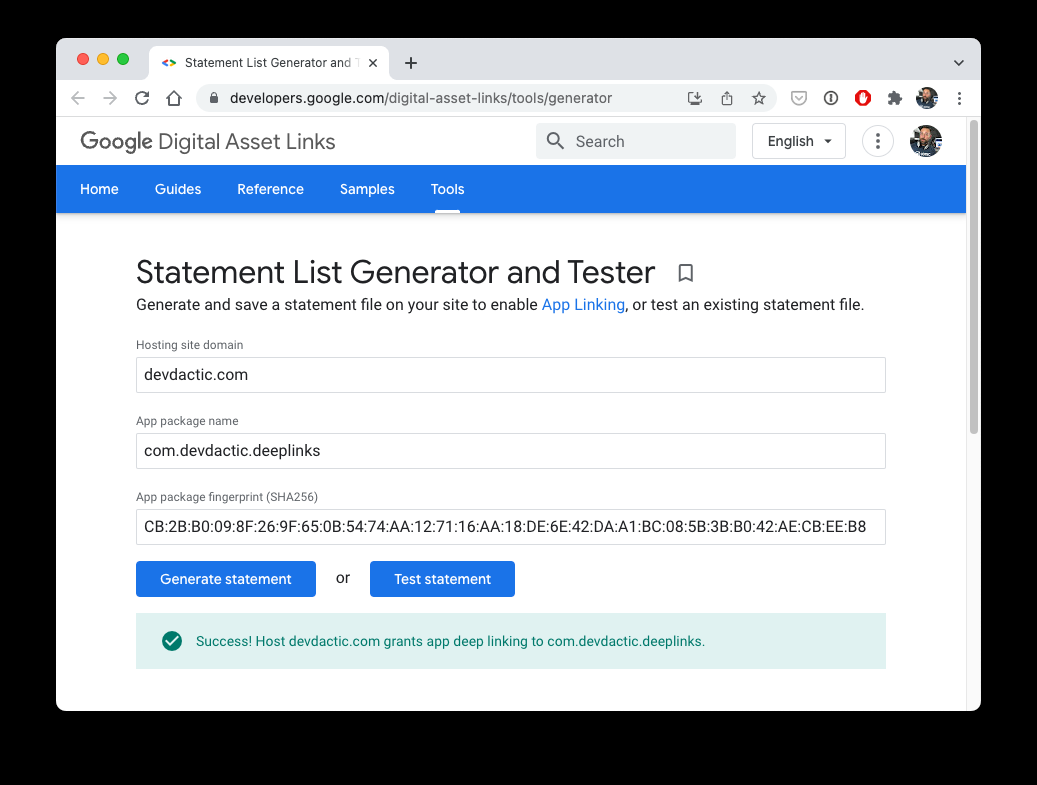 Statement List Generator and T
developers.google.com/digital-asset-links/tools/generator
Google Digital Asset Links
Search
English
Home Guides Reference Samples Tools
Statement List Generator and Tester
Generate and save a statement file on your site to enable App Linking, or test an existing statement file.
Hosting site domain
devdactic.com
App package name
com.devdactic.deeplinks
App package fingerprint (SHA256)
CB:2B:B0:09:8F:26:9F:65:0B:54:74:AA:12:71:16:AA:18:DE:6E:42:DA:A1:BC:08:5B:3B:B0:42:AE:CB:EE:B8
Generate statement or Test statement
Success! Host devdactic.com grants app deep linking to com.devdactic.deeplinks.